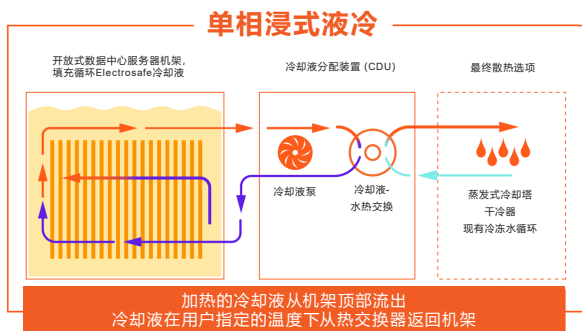 单相浸式液冷
开放式数据中心服务器机架,
填充循环Electrosafe冷却液
冷却液分配装置 (CDU)
最终散热选项
冷却液泵
冷却液-
水热交换
蒸发式冷却塔
干冷器
现有冷冻水循环
加热的冷却液从机架顶部流出
冷却液在用户指定的温度下从热交换器返回机架